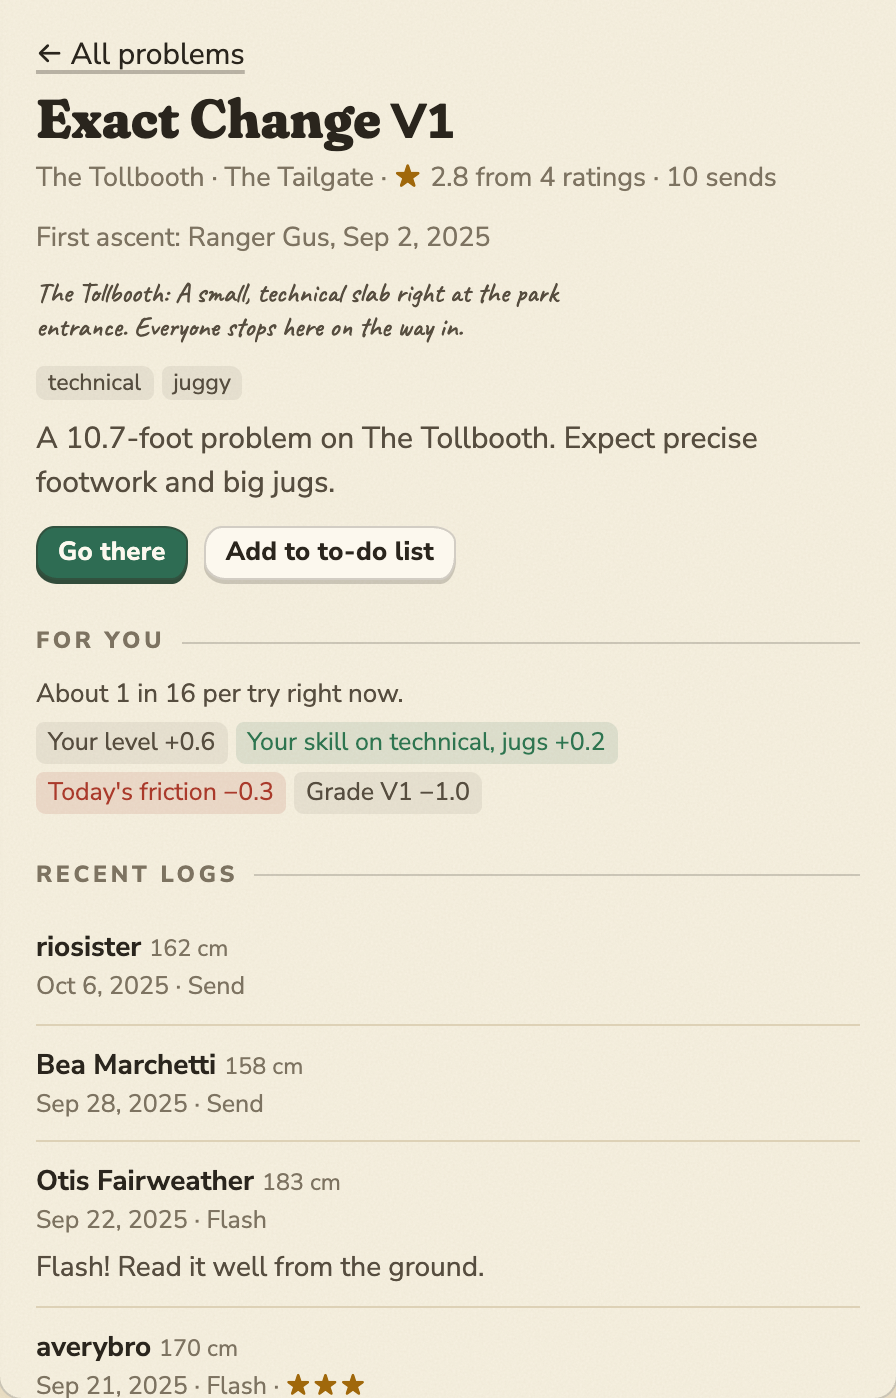 ← All problems
Exact Change V1
The Tollbooth · The Tailgate · ★ 2.8 from 4 ratings · 10 sends
First ascent: Ranger Gus, Sep 2, 2025
The Tollbooth: A small, technical slab right at the park
entrance. Everyone stops here on the way in.
technical juggy
A 10.7-foot problem on The Tollbooth. Expect precise
footwork and big jugs.
Go there Add to to-do list
FOR YOU
About 1 in 16 per try right now.
Your level +0.6 Your skill on technical, jugs +0.2
Today's friction −0.3 Grade V1 −1.0
RECENT LOGS
riosister 162 cm
Oct 6, 2025 · Send
Bea Marchetti 158 cm
Sep 28, 2025 · Send
Otis Fairweather 183 cm
Sep 22, 2025 · Flash
Flash! Read it well from the ground.
averybro 170 cm
Sep 21, 2025 · Flash · ★★★